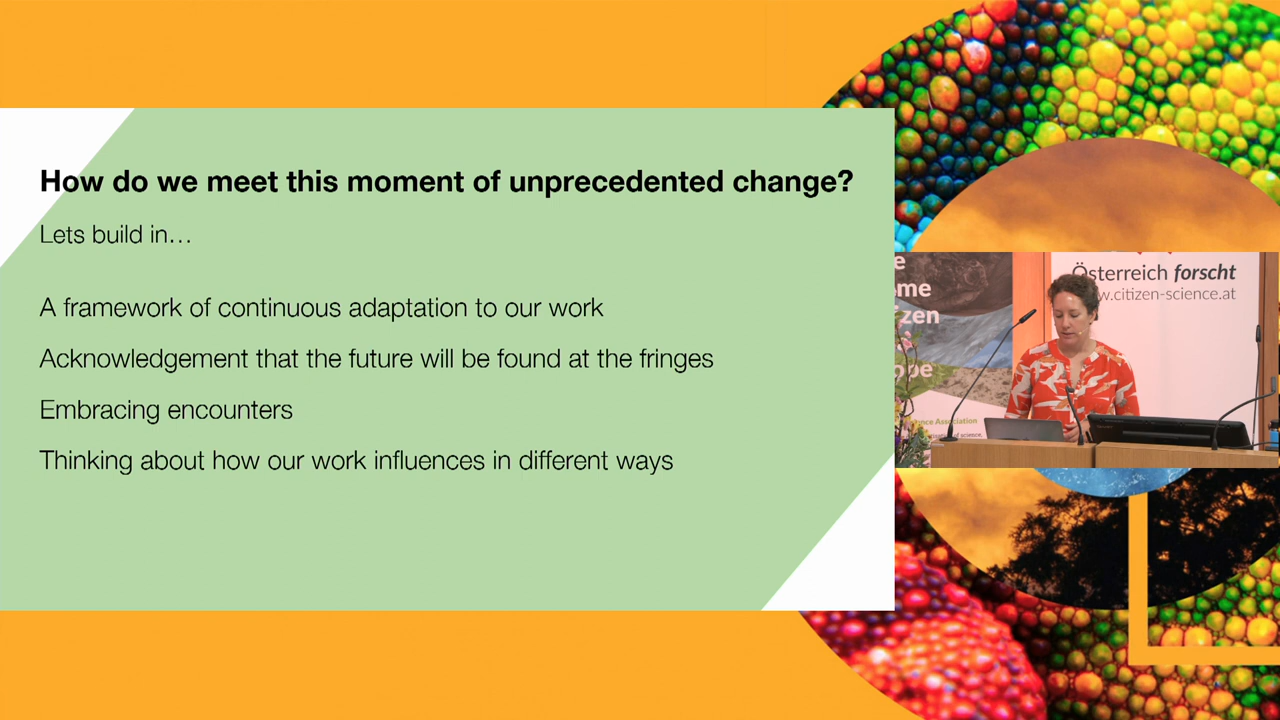 How do we meet this moment of unprecedented change?
Lets build in…
A framework of continuous adaptation to our work
Acknowledgement that the future will be found at the fringes
Embracing encounters
Thinking about how our work influences in different ways
Österreich forscht
w.citizen-science.at